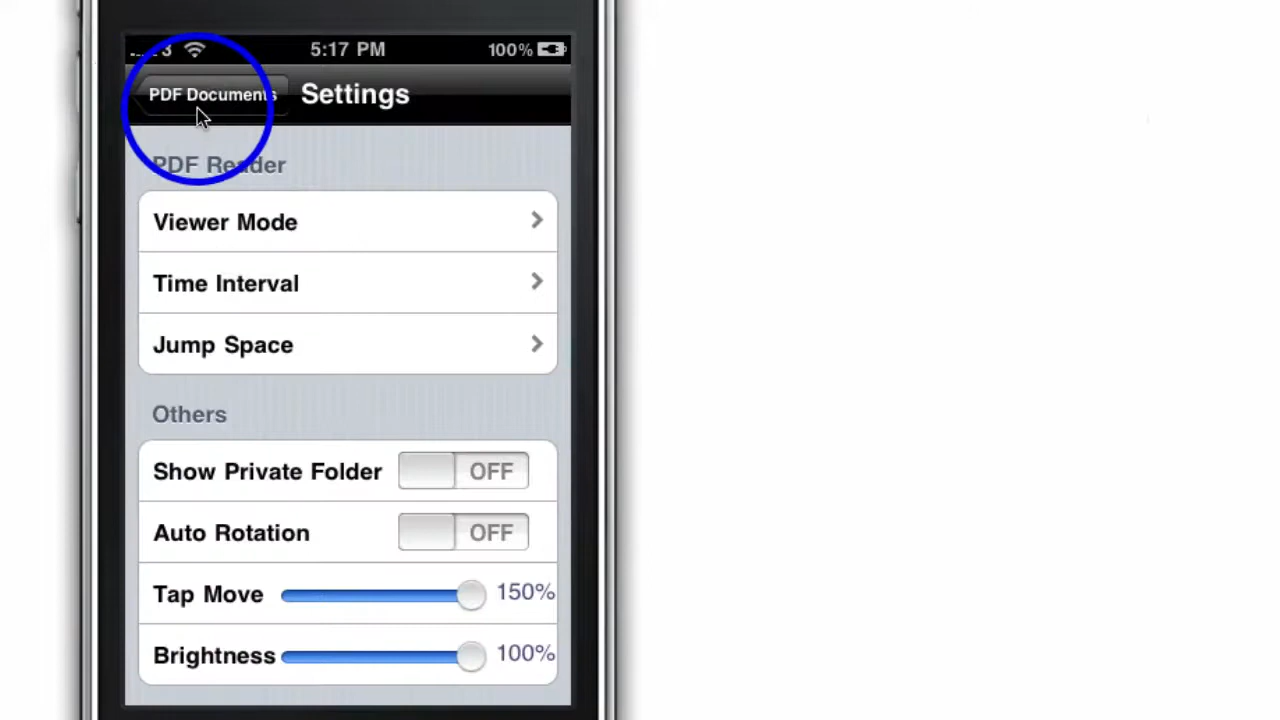 5:17 PM 100%
PDF Documents Settings
PDF Reader
Viewer Mode
Time Interval
Jump Space
Others
Show Private Folder OFF
Auto Rotation OFF
Tap Move 150%
Brightness 100%